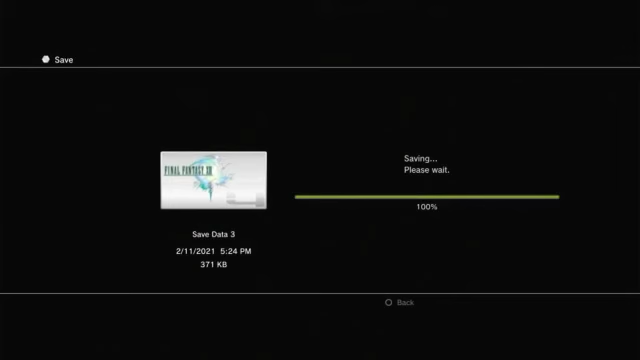 Save
FINAL FANTASY XIII
Saving...
Please wait.
100%
Save Data 3
2/11/2021 5:24 PM
371 KB
Back